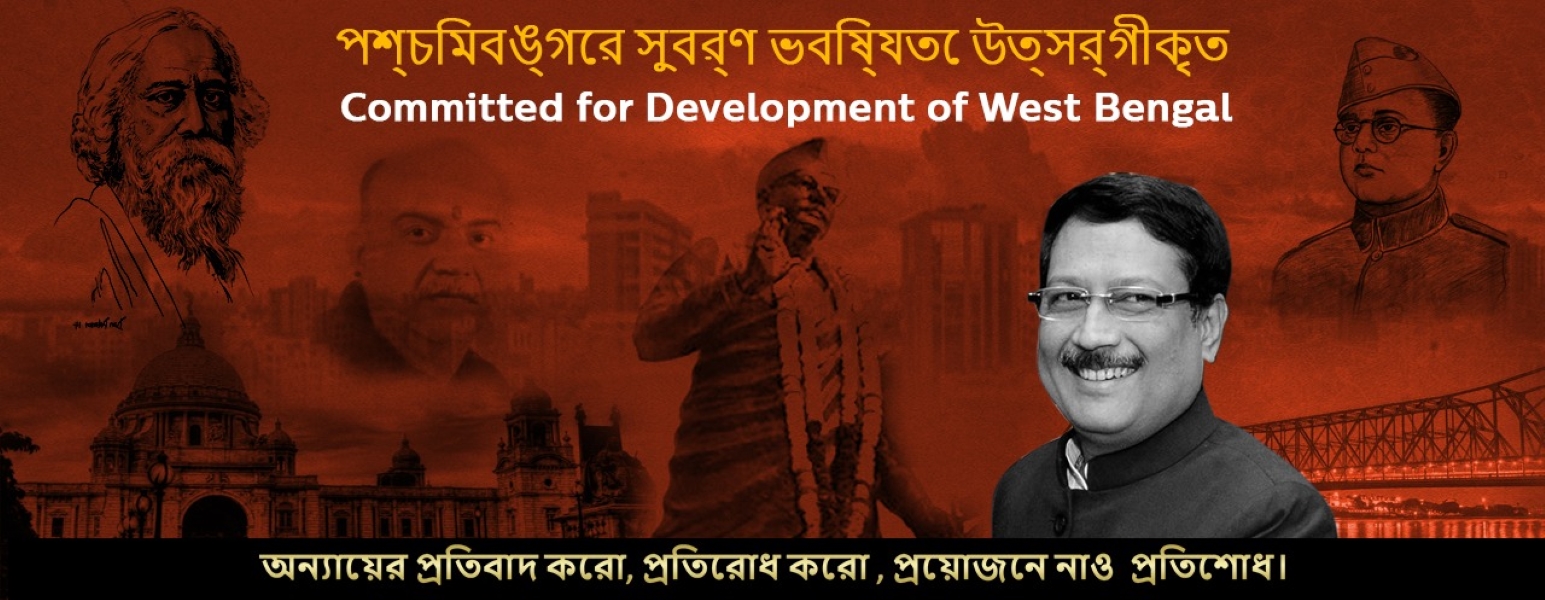 পশ্চিমবঙ্গের সুবর্ণ ভবিষ্যতে উত্সর্গীকৃত
Committed for Development of West Bengal
অন্যায়ের প্রতিবাদ করো, প্রতিরোধ করো , প্রয়োজনে নাও প্রতিশোধ।